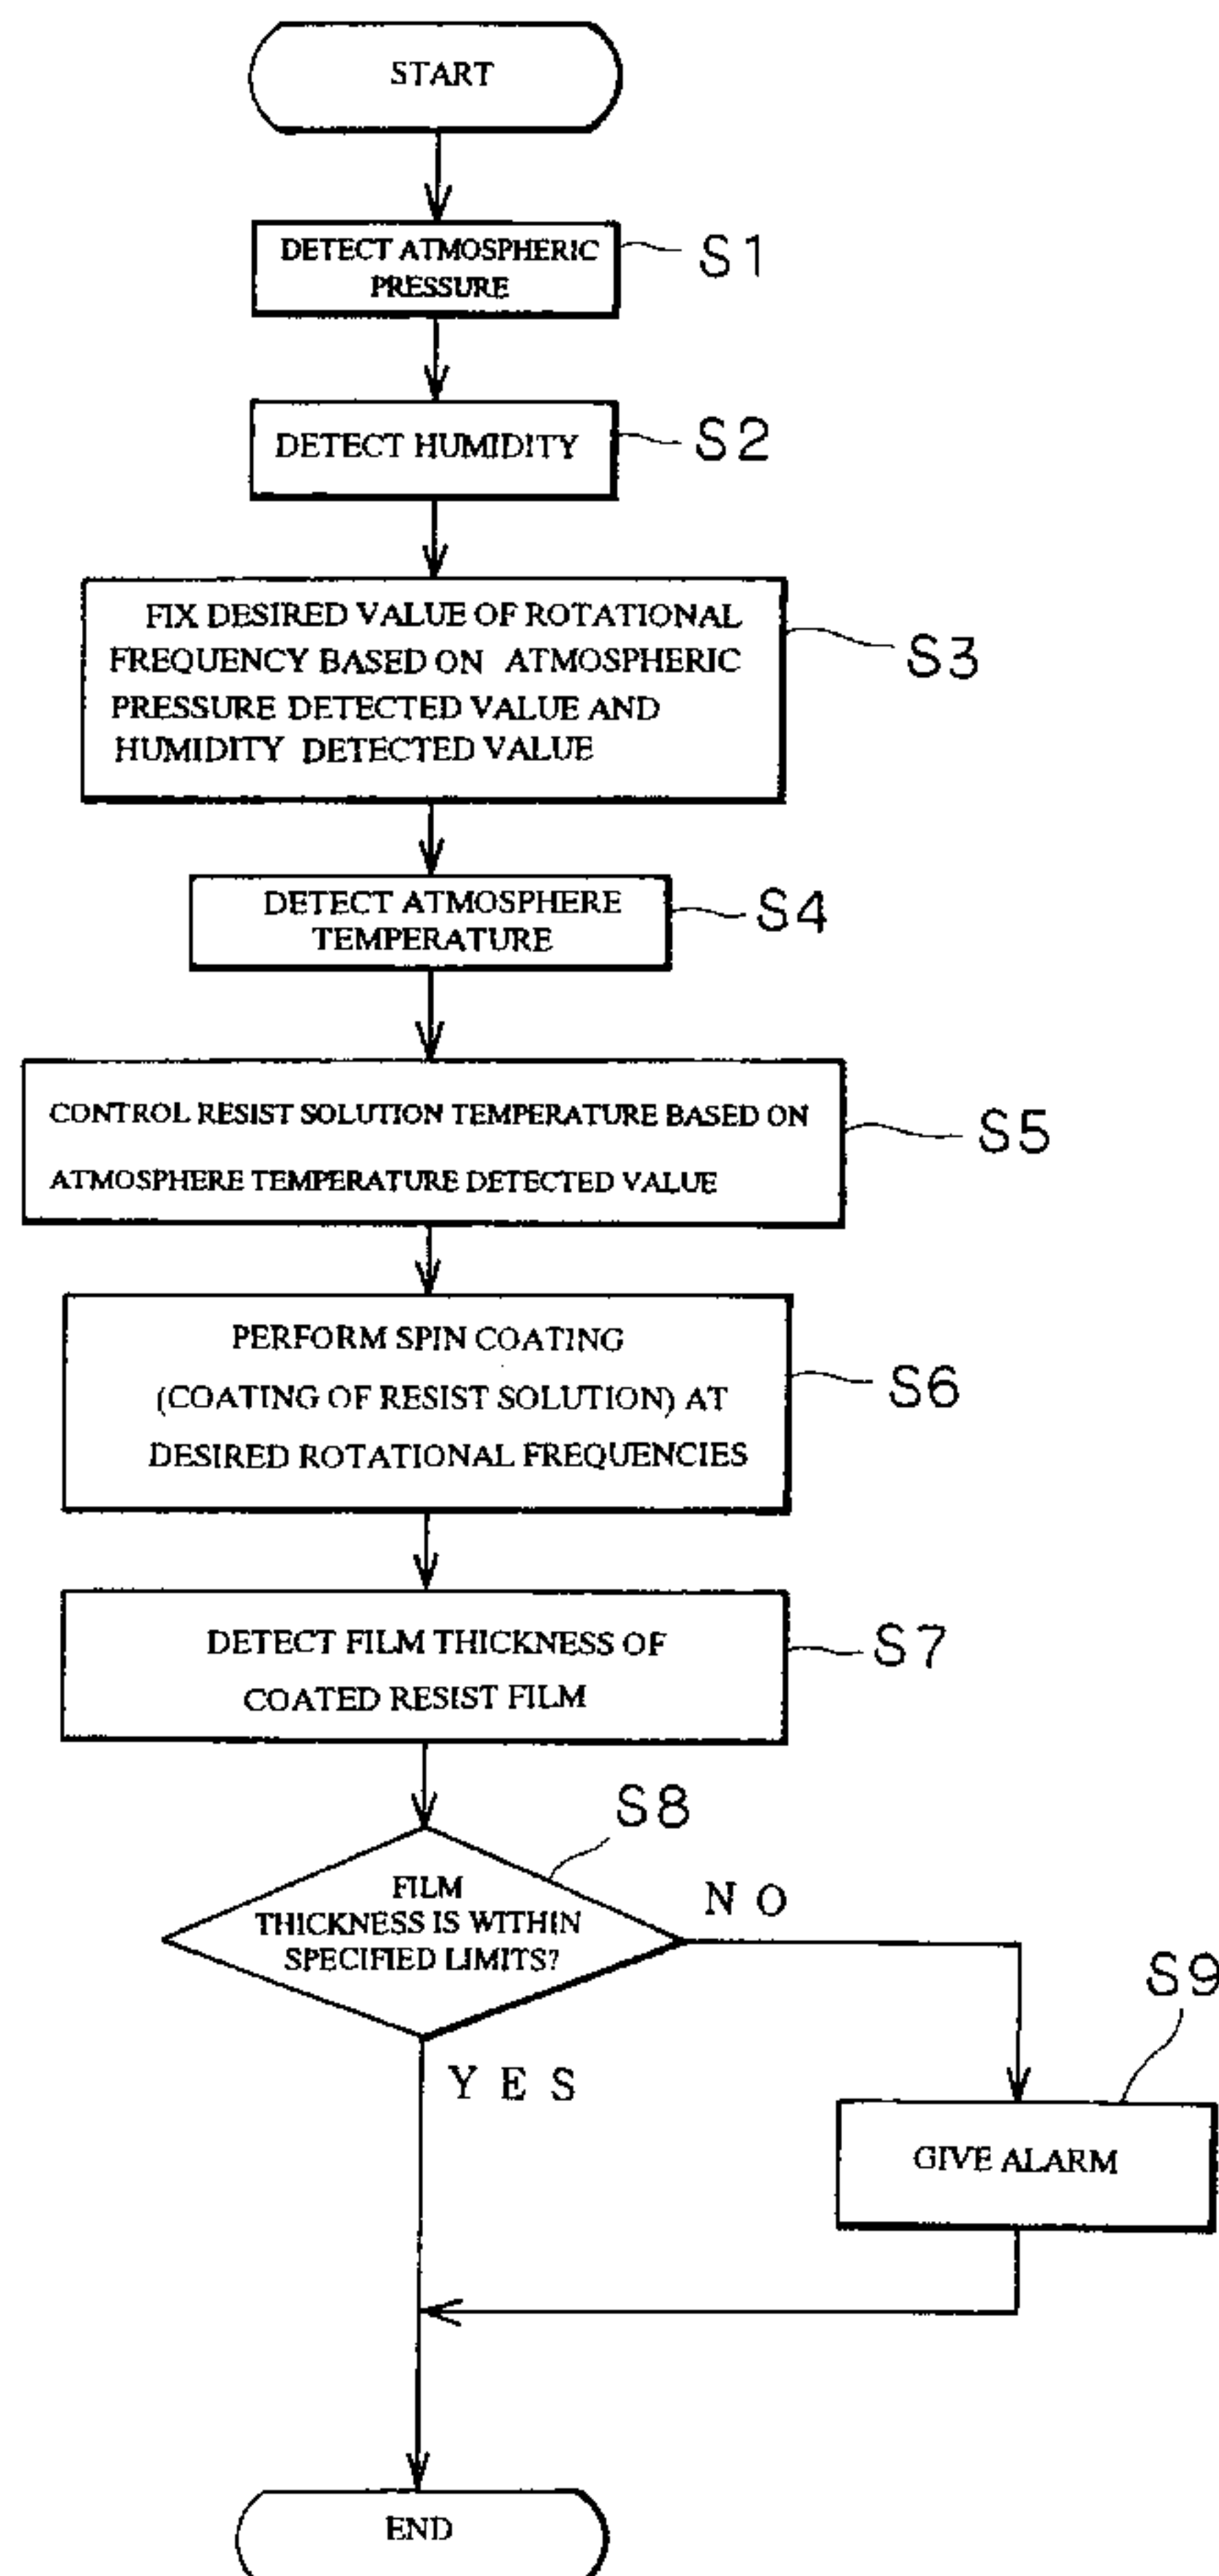 START
DETECT ATMOSPHERIC
PRESSURE
S1
DETECT HUMIDITY
S2
FIX DESIRED VALUE OF ROTATIONAL
FREQUENCY BASED ON ATMOSPHERIC
PRESSURE DETECTED VALUE AND
HUMIDITY DETECTED VALUE
S3
DETECT ATMOSPHERE
TEMPERATURE
S4
CONTROL RESIST SOLUTION TEMPERATURE BASED ON
ATMOSPHERE TEMPERATURE DETECTED VALUE
S5
PERFORM SPIN COATING
(COATING OF RESIST SOLUTION) AT
DESIRED ROTATIONAL FREQUENCIES
S6
DETECT FILM THICKNESS OF
COATED RESIST FILM
S7
S8
FILM
THICKNESS IS WITHIN
SPECIFIED LIMITS?
NO
YES
S9
GIVE ALARM
END